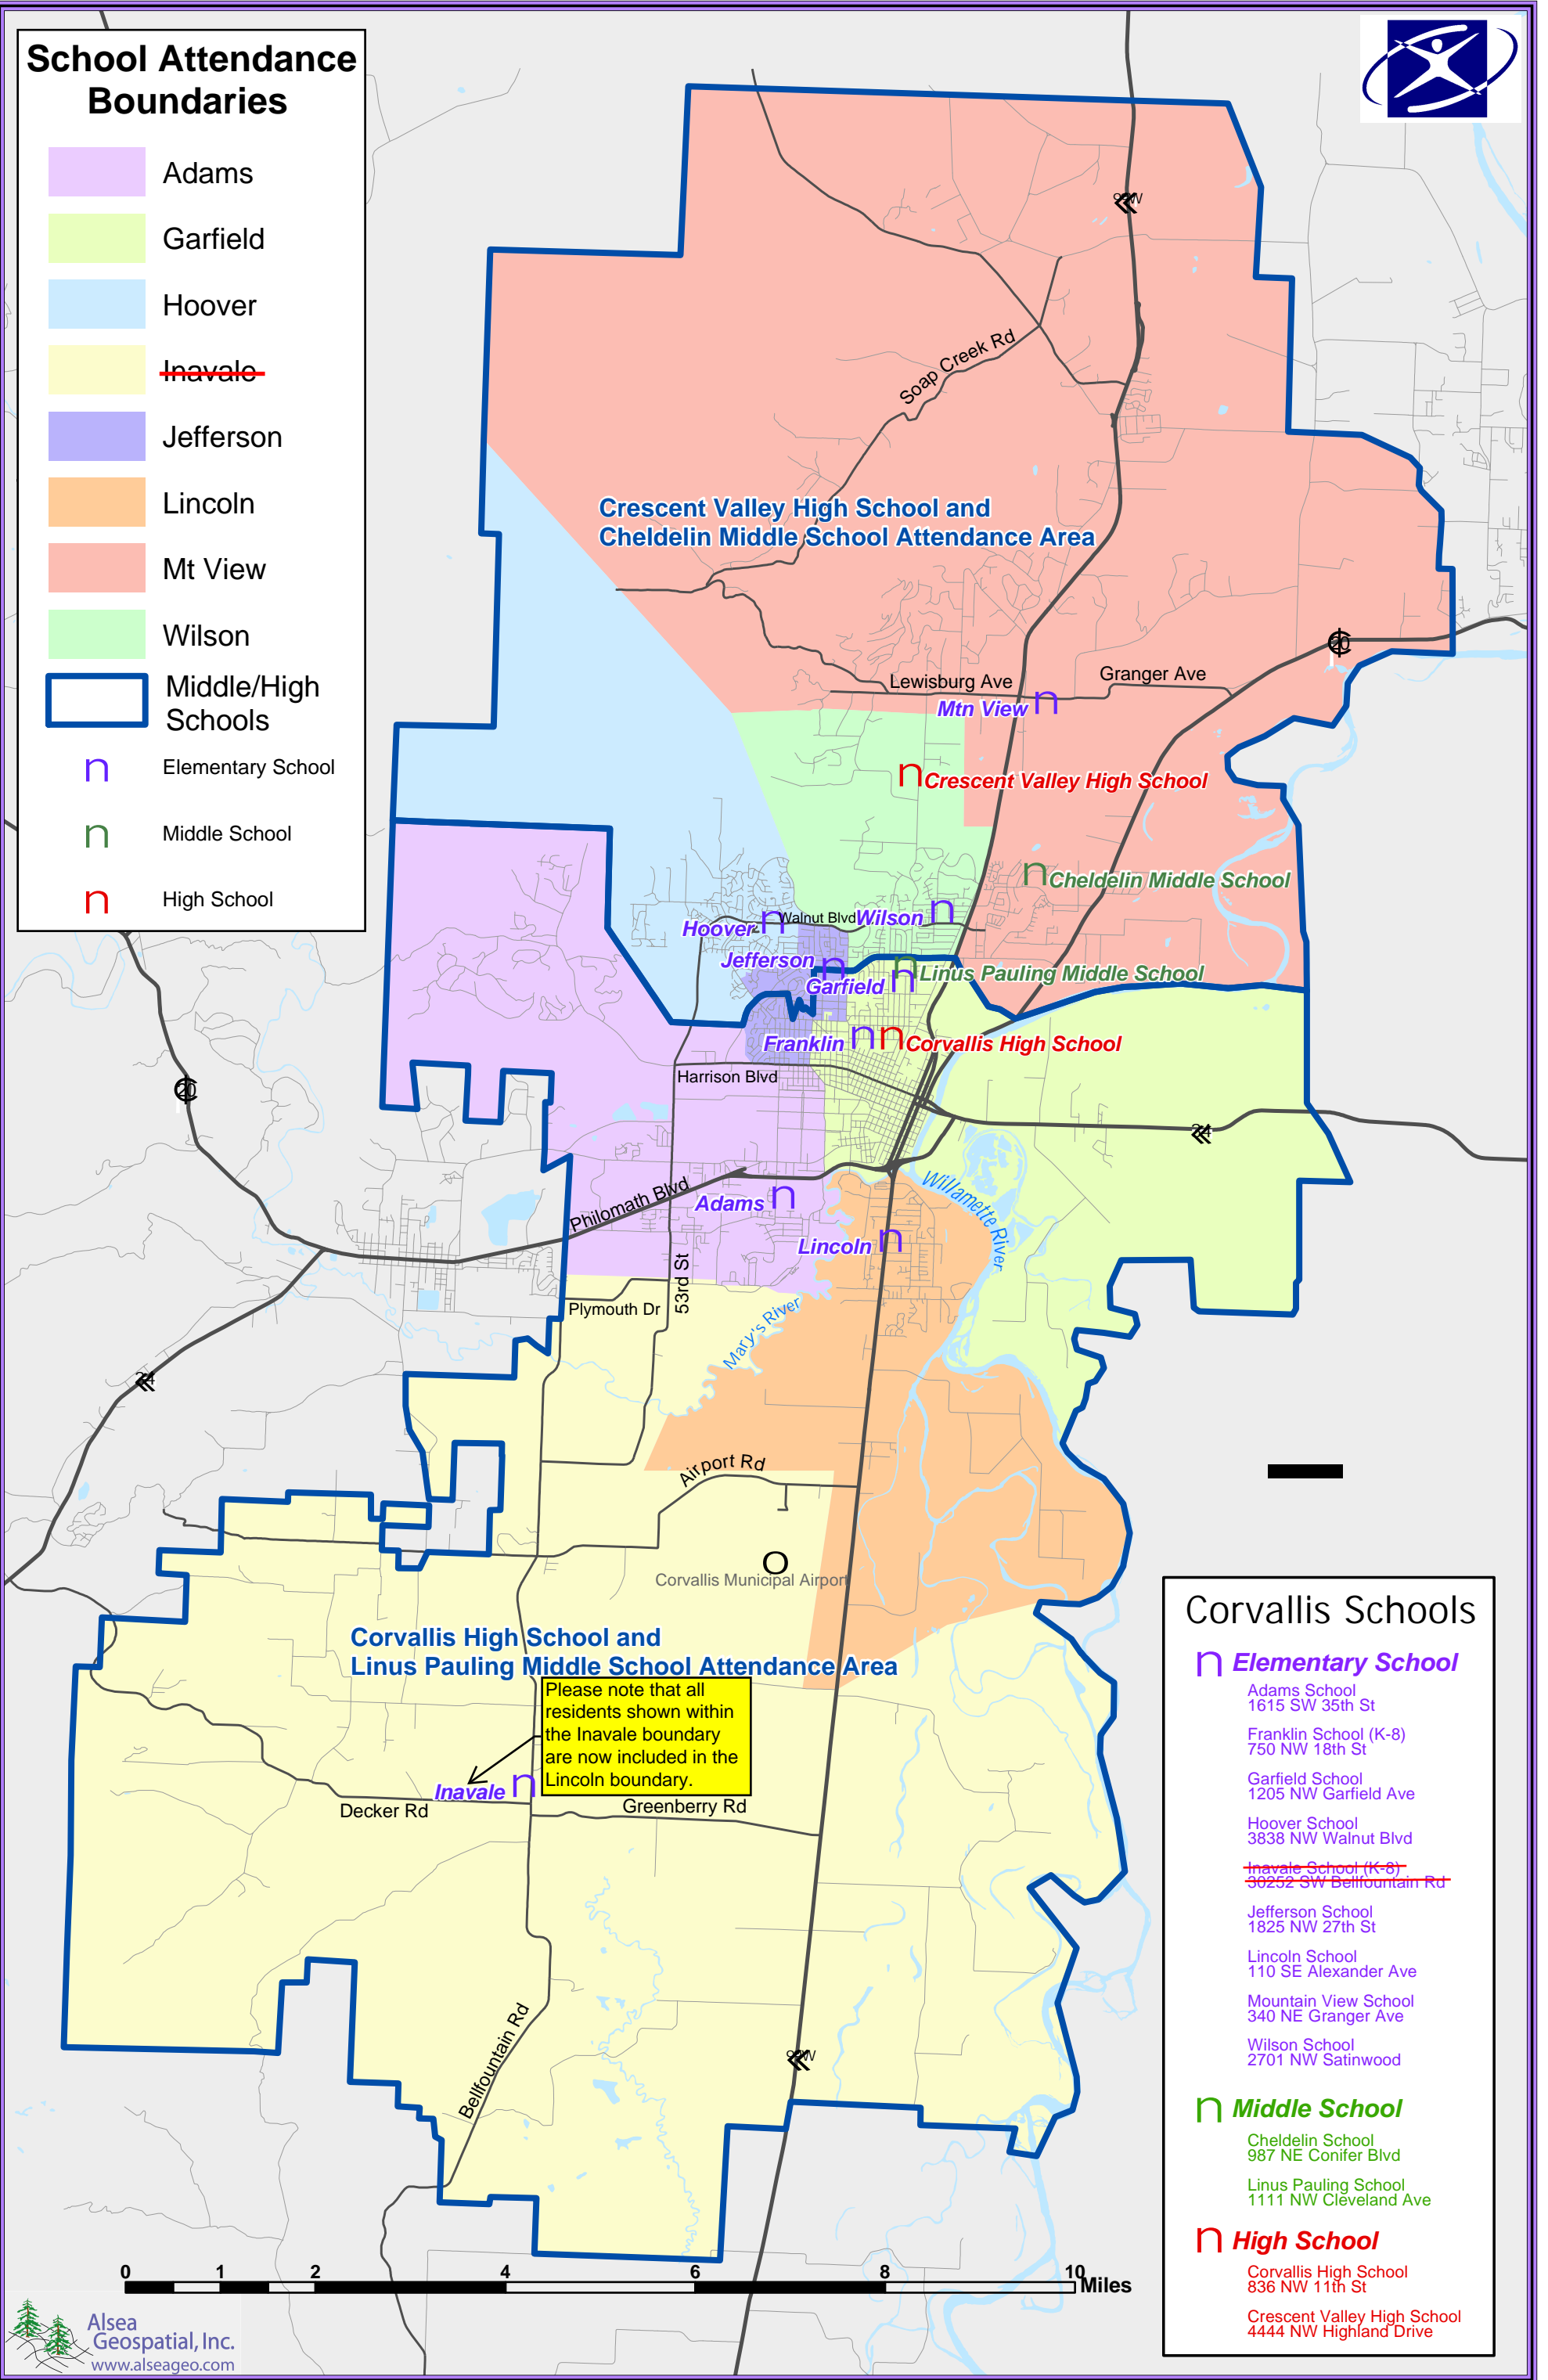 School Attendance
Boundaries
Adams
Garfield
Hoover
Inavale
Jefferson
Lincoln
Mt View
Wilson
Middle/High
Schools
n Elementary School
n Middle School
n High School
Soap Creek Rd
Crescent Valley High School and
Cheldelin Middle School Attendance Area
20
Lewisburg Ave
Granger Ave
Mtn View n
n Crescent Valley High School
n Cheldelin Middle School
Hoover n
Walnut Blvd
Wilson n
Jefferson n
n Linus Pauling Middle School
Garfield n
Franklin n
n Corvallis High School
Harrison Blvd
20
Philomath Blvd
Adams n
Willamette River
Lincoln n
53rd St
Plymouth Dr
Mary's River
Airport Rd
O
Corvallis Municipal Airport
Corvallis High School and
Linus Pauling Middle School Attendance Area
Please note that all
residents shown within
the Inavale boundary
are now included in the
Lincoln boundary.
Inavale n
Decker Rd
Greenberry Rd
Bellfountain Rd
0 1 2 4 6 8 10
Miles
Alsea
Geospatial, Inc.
www.alseageo.com
Corvallis Schools
n Elementary School
Adams School
1615 SW 35th St
Franklin School (K-8)
750 NW 18th St
Garfield School
1205 NW Garfield Ave
Hoover School
3838 NW Walnut Blvd
Inavale School (K-8)
30252 SW Bellfountain Rd
Jefferson School
1825 NW 27th St
Lincoln School
110 SE Alexander Ave
Mountain View School
340 NE Granger Ave
Wilson School
2701 NW Satinwood
n Middle School
Cheldelin School
987 NE Conifer Blvd
Linus Pauling School
1111 NW Cleveland Ave
n High School
Corvallis High School
836 NW 11th St
Crescent Valley High School
4444 NW Highland Drive